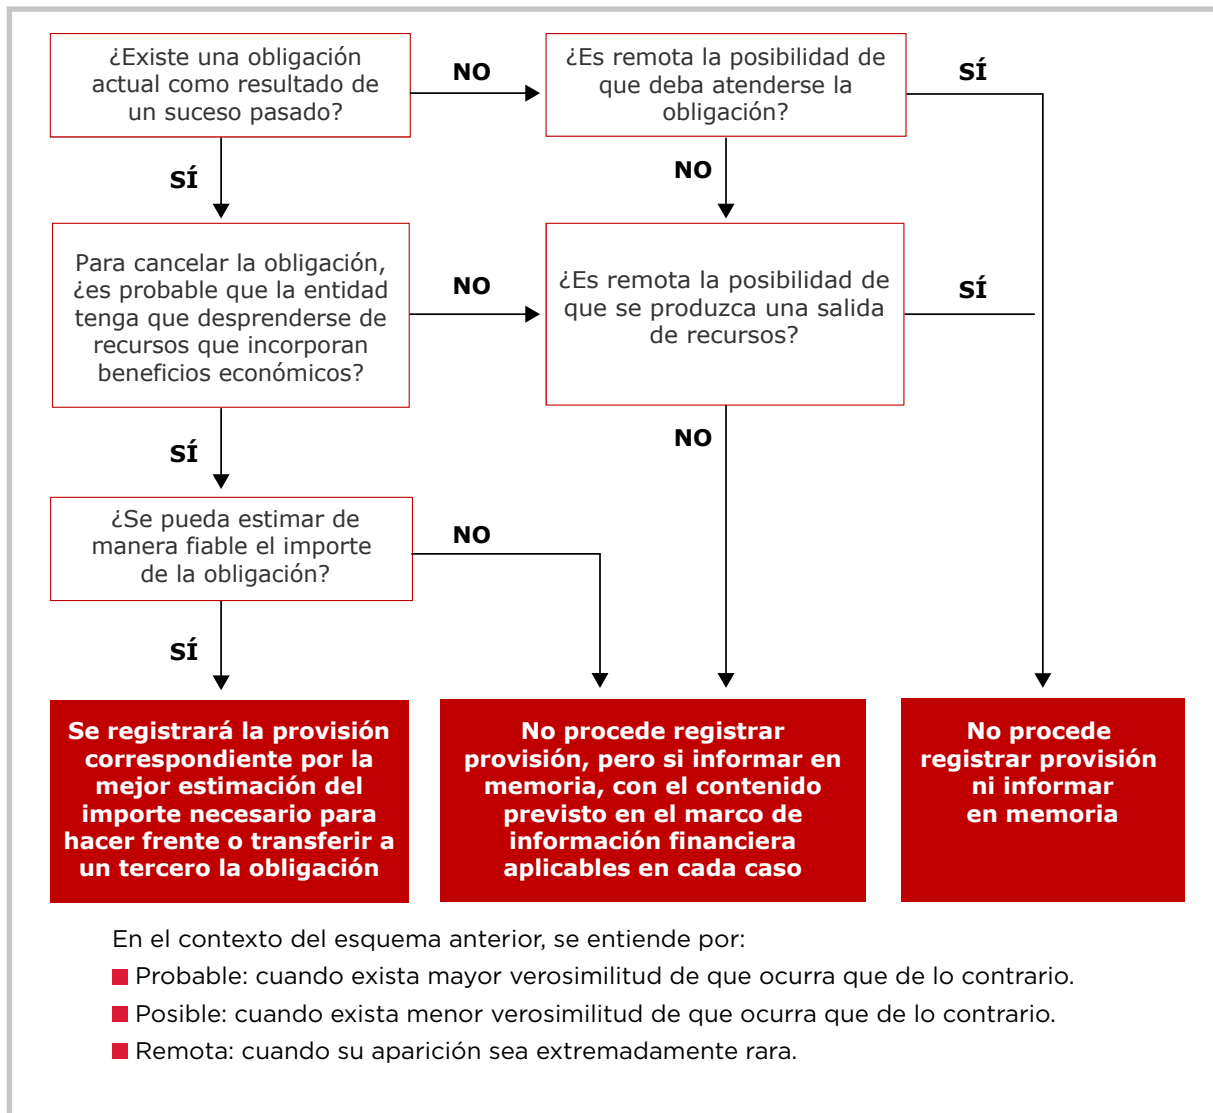 ¿Existe una obligación
actual como resultado de
un suceso pasado?
NO
¿Es remota la posibilidad de
que deba atenderse la
obligación?
SÍ
SÍ
NO
Para cancelar la obligación,
¿es probable que la entidad
tenga que desprenderse de
recursos que incorporan
beneficios económicos?
NO
¿Es remota la posibilidad de
que se produzca una salida
de recursos?
SÍ
SÍ
NO
¿Se pueda estimar de
manera fiable el importe
de la obligación?
NO
SÍ
Se registrará la provisión
correspondiente por la
mejor estimación del
importe necesario para
hacer frente o transferir a
un tercero la obligación
No procede registrar
provisión, pero si informar en
memoria, con el contenido
previsto en el marco de
información financiera
aplicables en cada caso
No procede
registrar provisión
ni informar
en memoria
En el contexto del esquema anterior, se entiende por:
Probable: cuando exista mayor verosimilitud de que ocurra que de lo contrario.
Posible: cuando exista menor verosimilitud de que ocurra que de lo contrario.
Remota: cuando su aparición sea extremadamente rara.